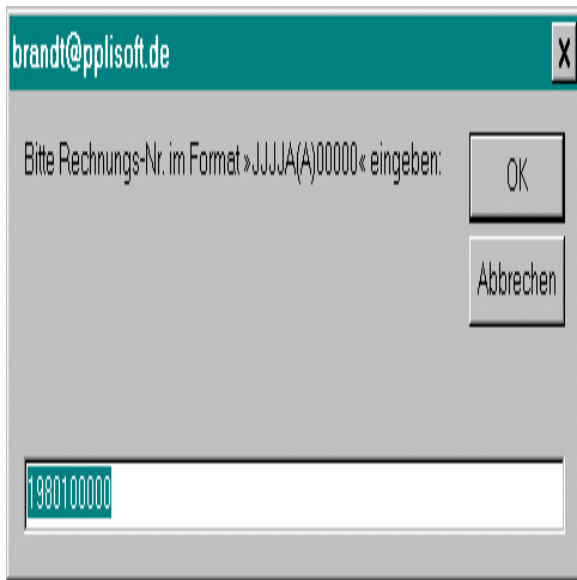 brandt@pplisoft.de
Bitte Rechnungs-Nr. im Format »JJJJA(A)00000« eingeben:
OK
Abbrechen
1980100000